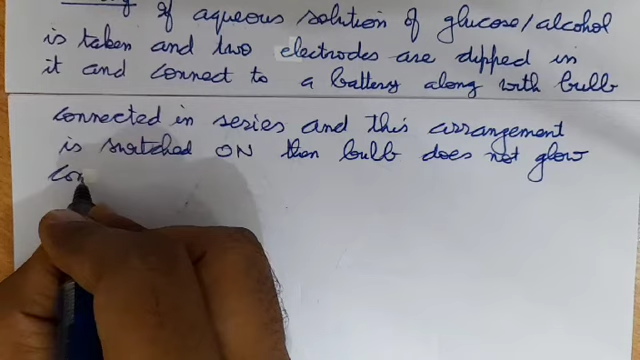 of aqueous solution of glucose/alcohol
is taken and two electrodes are dipped in
it and connect to a battery along with bulb
connected in series and this arrangement
is switched ON then bulb does not glow
con